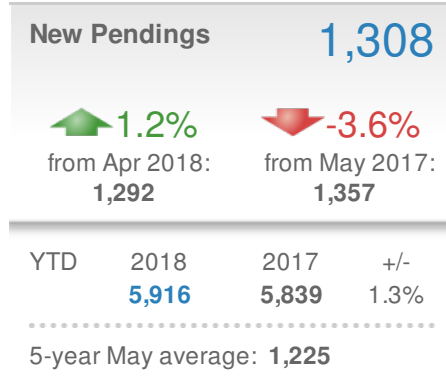 New Pendings 1,308
1.2% -3.6%
from Apr 2018: from May 2017:
1,292 1,357
YTD 2018 2017 +/-
5,916 5,839 1.3%
5-year May average: 1,225